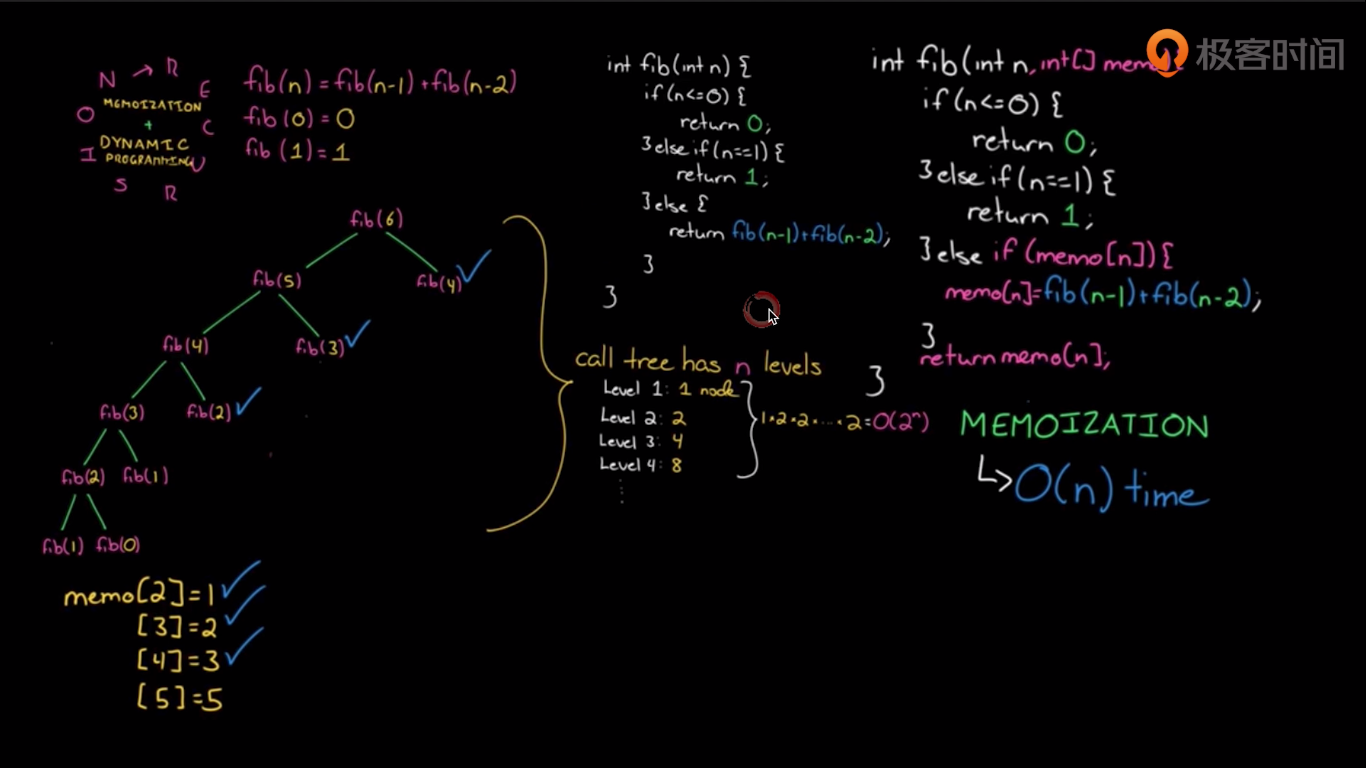 极客时间
N → R
E
O
MEMOIZATION
+
C
I
DYNAMIC
PROGRAMMING
U
S
R
fib(n) = fib(n-1) + fib(n-2)
fib(0) = 0
fib(1) = 1
fib(6)
fib(5) fib(4)
fib(4) fib(3)
fib(3) fib(2)
fib(2) fib(1)
fib(1) fib(0)
memo[2]=1
[3]=2
[4]=3
[5]=5
int fib(int n) {
if(n<=0) {
return 0;
}else if(n==1) {
return 1;
}else {
return fib(n-1)+fib(n-2);
}
}
call tree has n levels
Level 1: 1 node
Level 2: 2
Level 3: 4
Level 4: 8
1*2*2*...*2=O(2ⁿ)
int fib(int n, int[] memo) {
if(n<=0) {
return 0;
}else if(n==1) {
return 1;
}else if (memo[n]) {
memo[n]=fib(n-1)+fib(n-2);
}
return memo[n];
}
MEMOIZATION
↳O(n) time